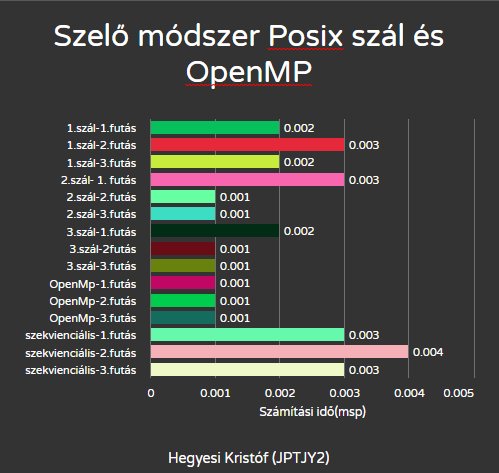 Szelő módszer Posix szál és
OpenMP
1.szál-1.futás 0.002
1.szál-2.futás 0.003
1.szál-3.futás 0.002
2.szál- 1. futás 0.003
2.szál-2.futás 0.001
2.szál-3.futás 0.001
3.szál-1.futás 0.002
3.szál-2futás 0.001
3.szál-3.futás 0.001
OpenMp-1.futás 0.001
OpenMp-2.futás 0.001
OpenMp-3.futás 0.001
szekvienciális-1.futás 0.003
szekvienciális-2.futás 0.004
szekvienciális-3.futás 0.003
0 0.001 0.002 0.003 0.004 0.005
Számítási idő(msp)
Hegyesi Kristóf (JPTJY2)